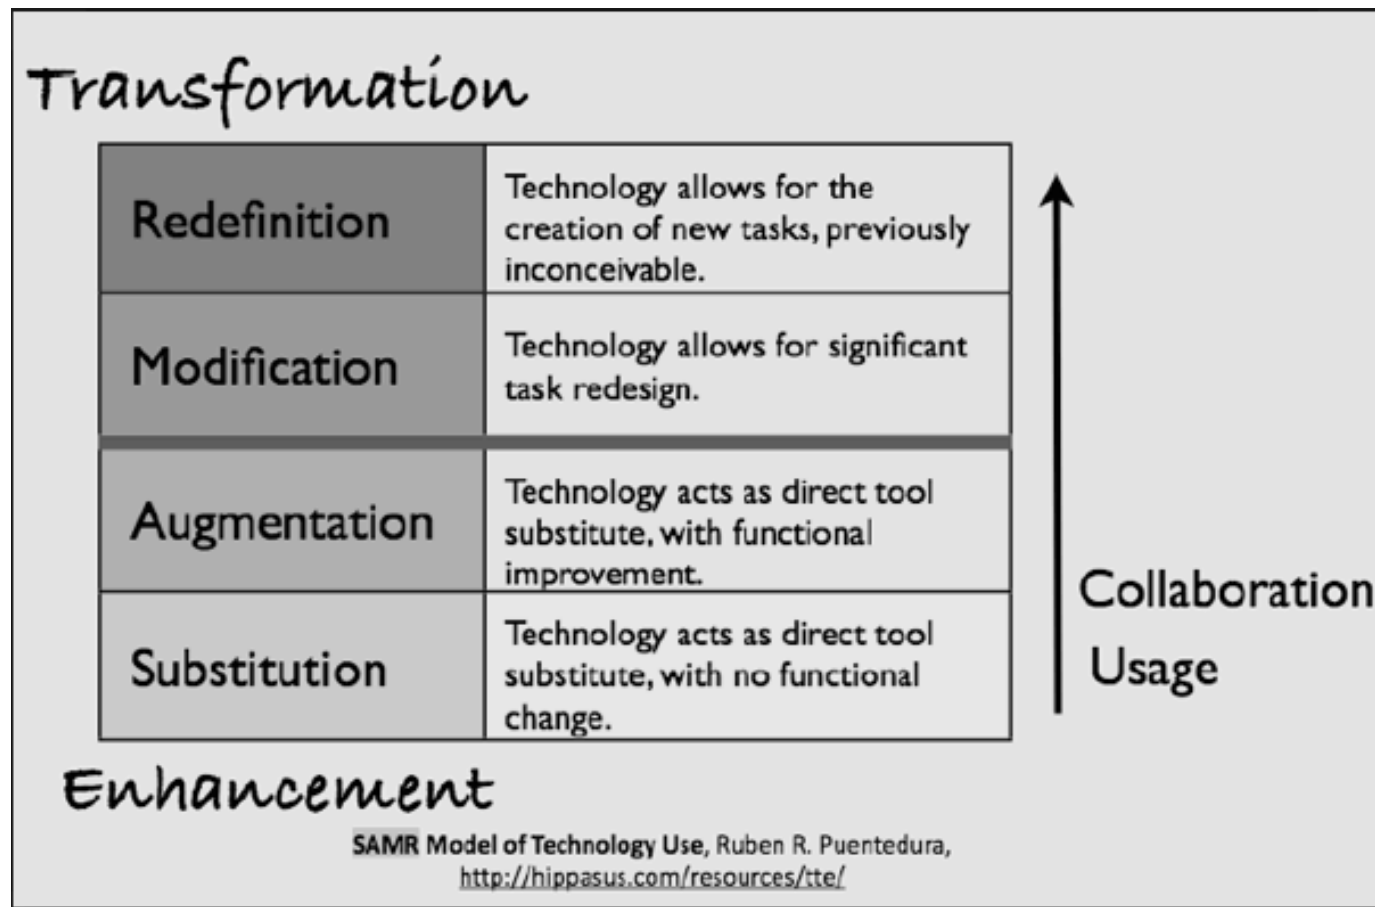 Transformation
Redefinition
Technology allows for the
creation of new tasks, previously
inconceivable.
Modification
Technology allows for significant
task redesign.
Augmentation
Technology acts as direct tool
substitute, with functional
improvement.
Substitution
Technology acts as direct tool
substitute, with no functional
change.
Collaboration
Usage
Enhancement
SAMR Model of Technology Use, Ruben R. Puentedura,
http://hippasus.com/resources/tte/